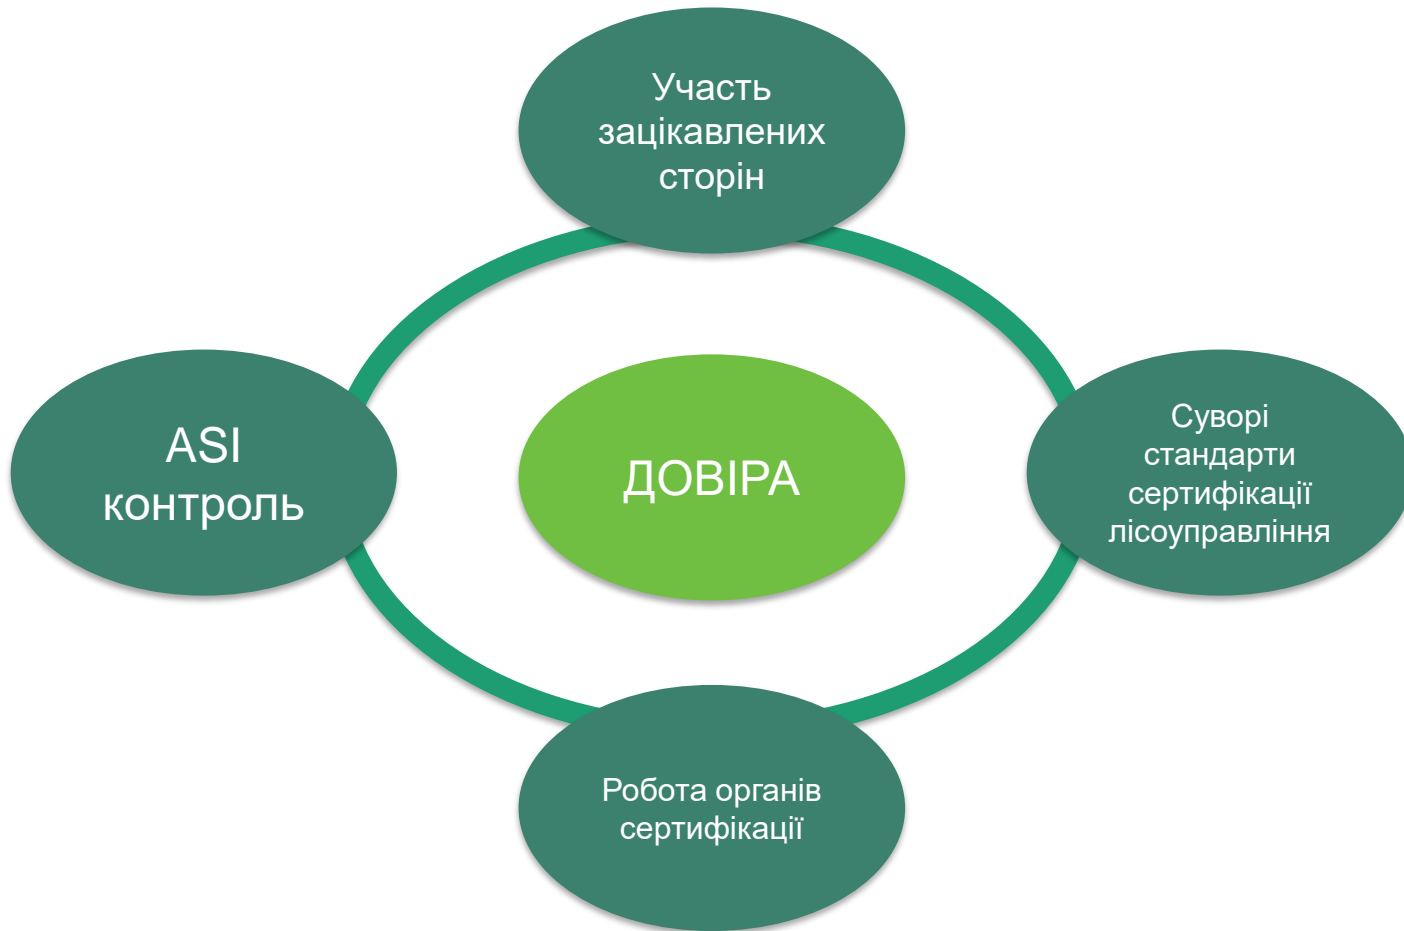 Участь
зацікавлених
сторін
ASI
контроль
ДОВІРА
Суворі
стандарти
сертифікації
лісоуправління
Робота органів
сертифікації